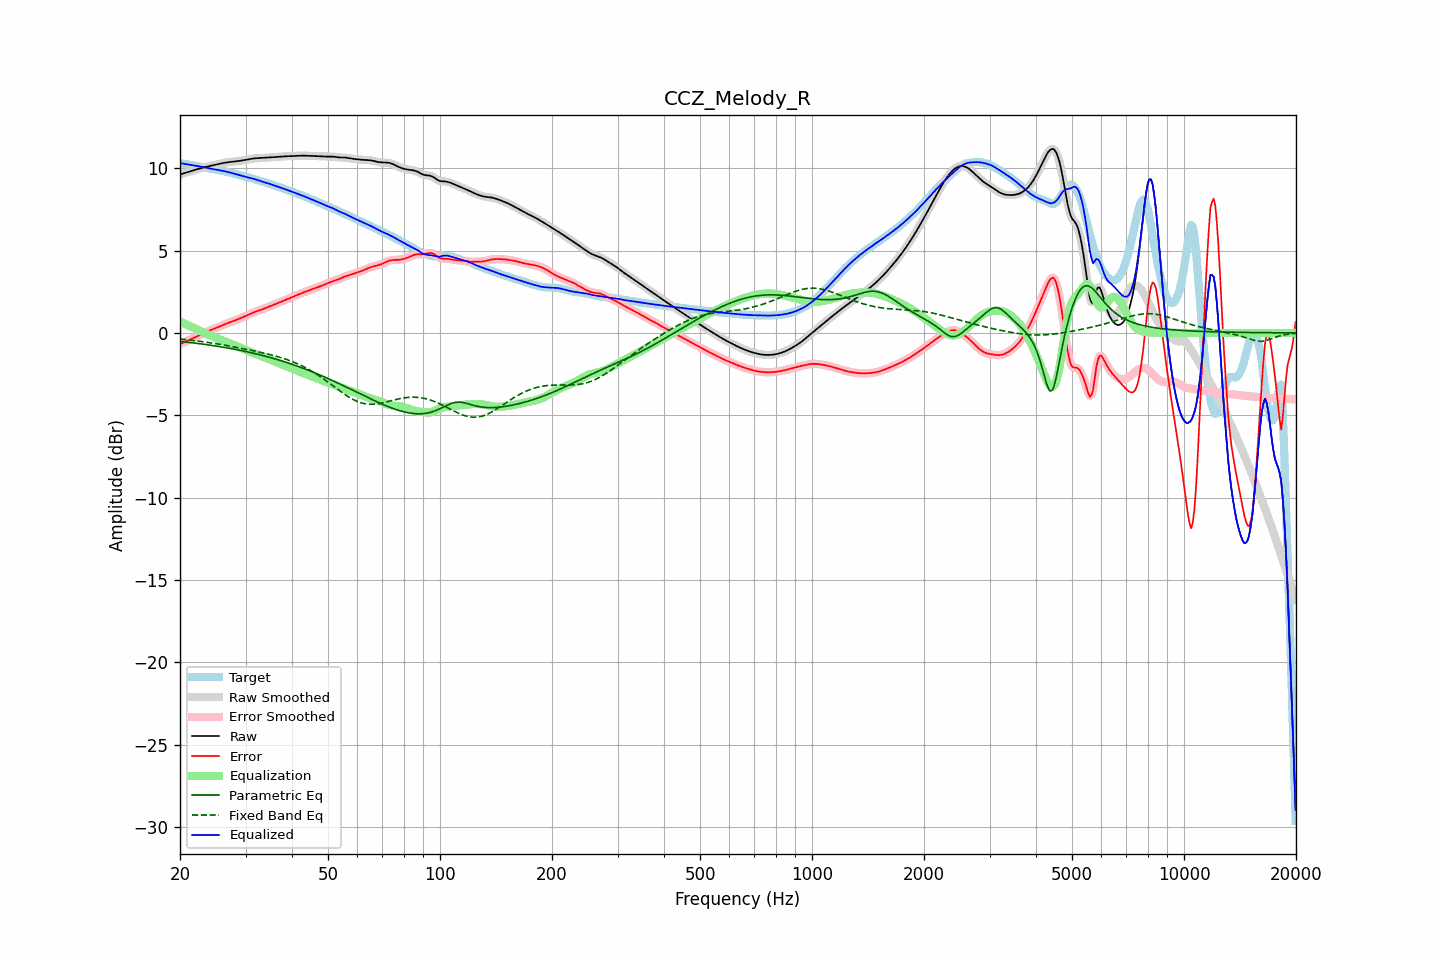 CCZ_Melody_R
10
5
0
−5
−10
−15
−20
−25
−30
Amplitude (dBr)
Target
Raw Smoothed
Error Smoothed
Raw
Error
Equalization
Parametric Eq
Fixed Band Eq
Equalized
20 50 100 200 500 1000 2000 5000 10000 20000
Frequency (Hz)